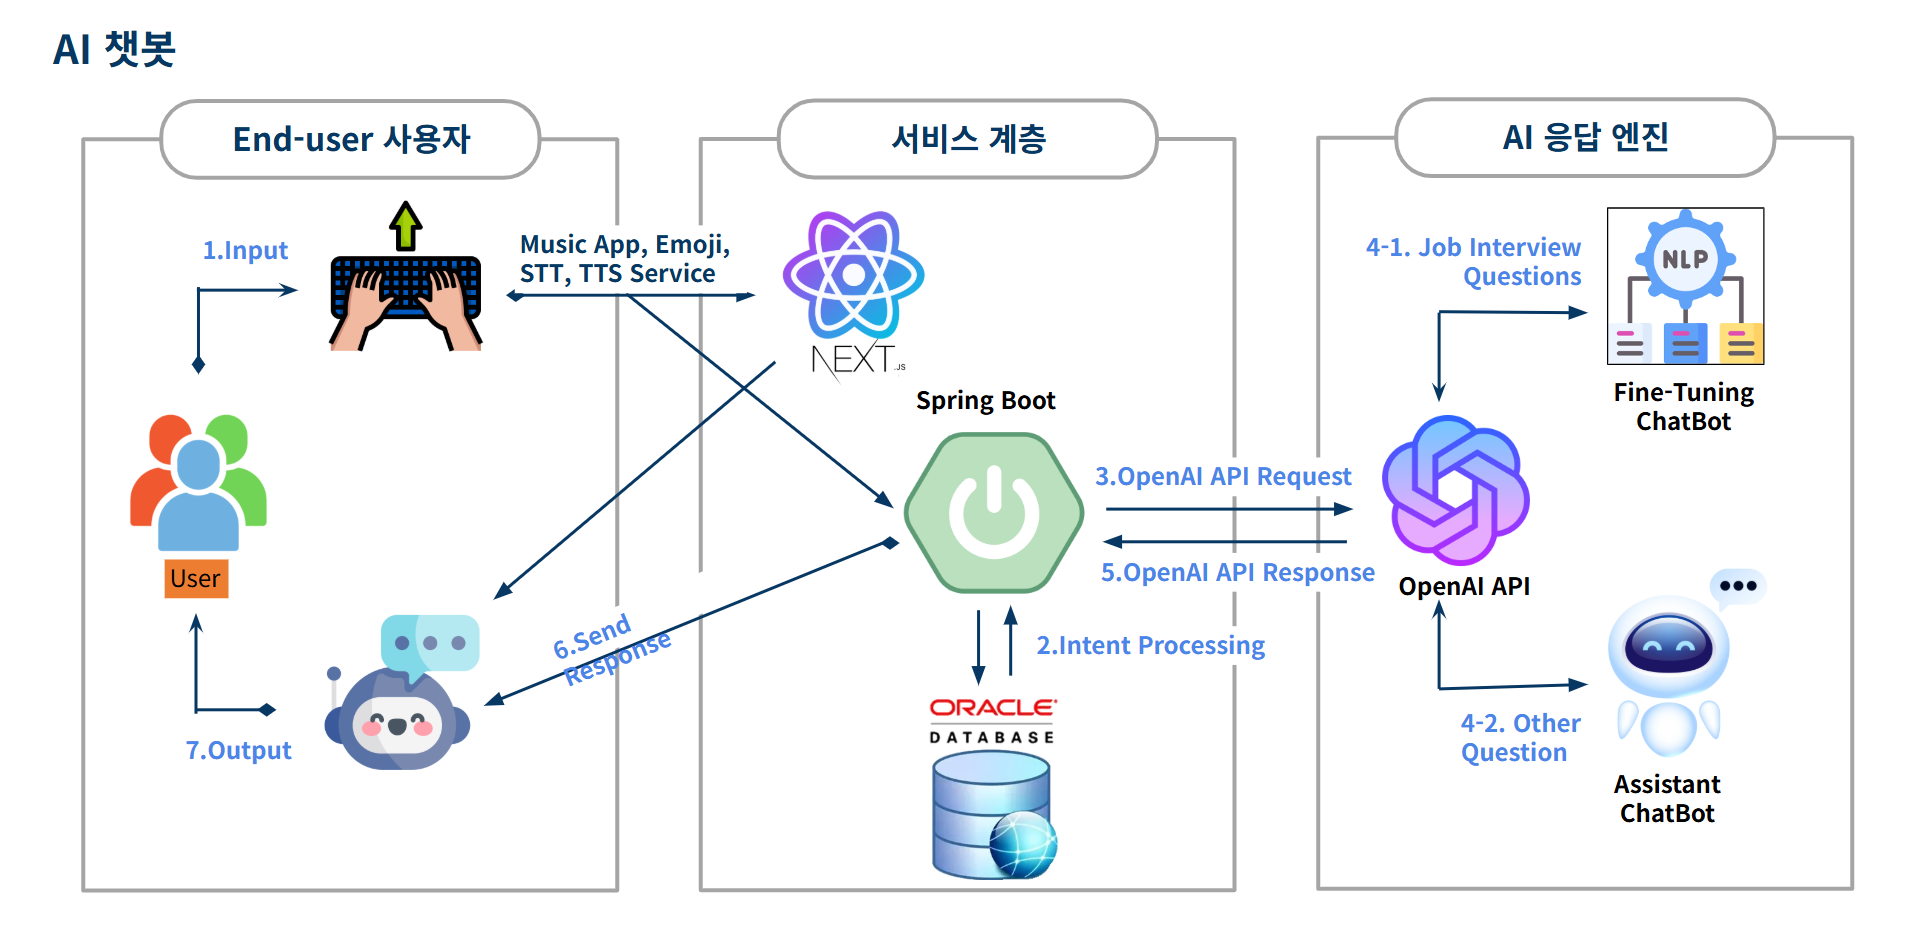 AI 챗봇
End-user 사용자
서비스 계층
AI 응답 엔진
1.Input
Music App, Emoji,
STT, TTS Service
NEXT.JS
Spring Boot
User
6.Send
Response
7.Output
3.OpenAI API Request
5.OpenAI API Response
2.Intent Processing
ORACLE
DATABASE
4-1. Job Interview
Questions
NLP
Fine-Tuning
ChatBot
OpenAI API
4-2. Other
Question
Assistant
ChatBot